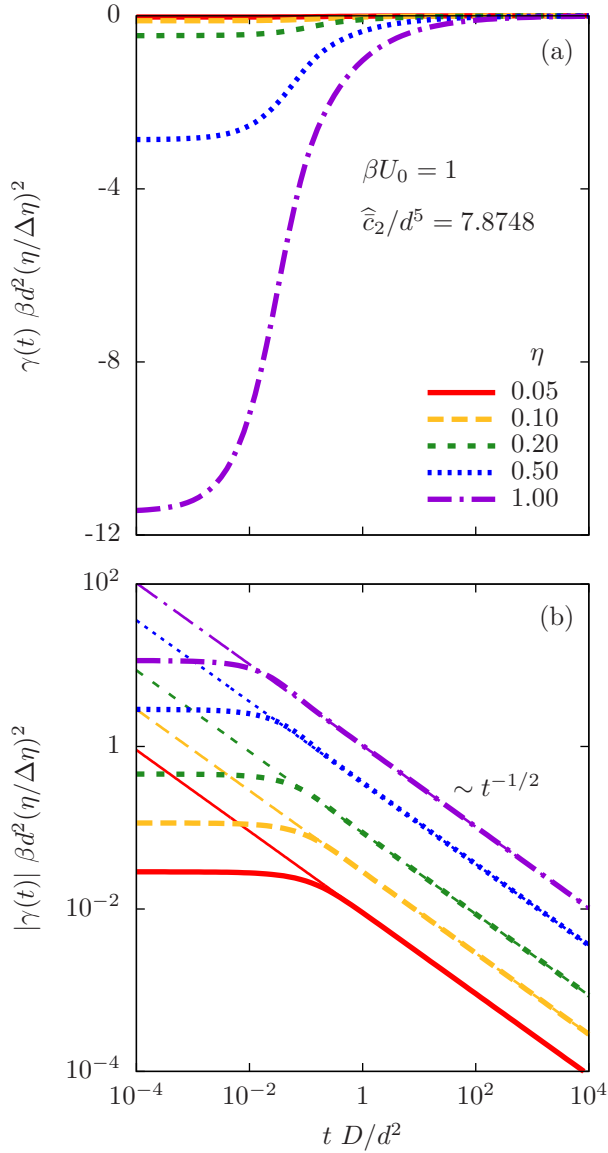 0
-4
-8
-12
γ(t) βd²(η/Δη)²
(a)
βU₀ = 1
ĉ̄₂/d⁵ = 7.8748
η
0.05
0.10
0.20
0.50
1.00
10²
1
10⁻²
10⁻⁴
|γ(t)| βd²(η/Δη)²
(b)
~ t⁻¹/²
10⁻⁴
10⁻²
1
10²
10⁴
t D/d²